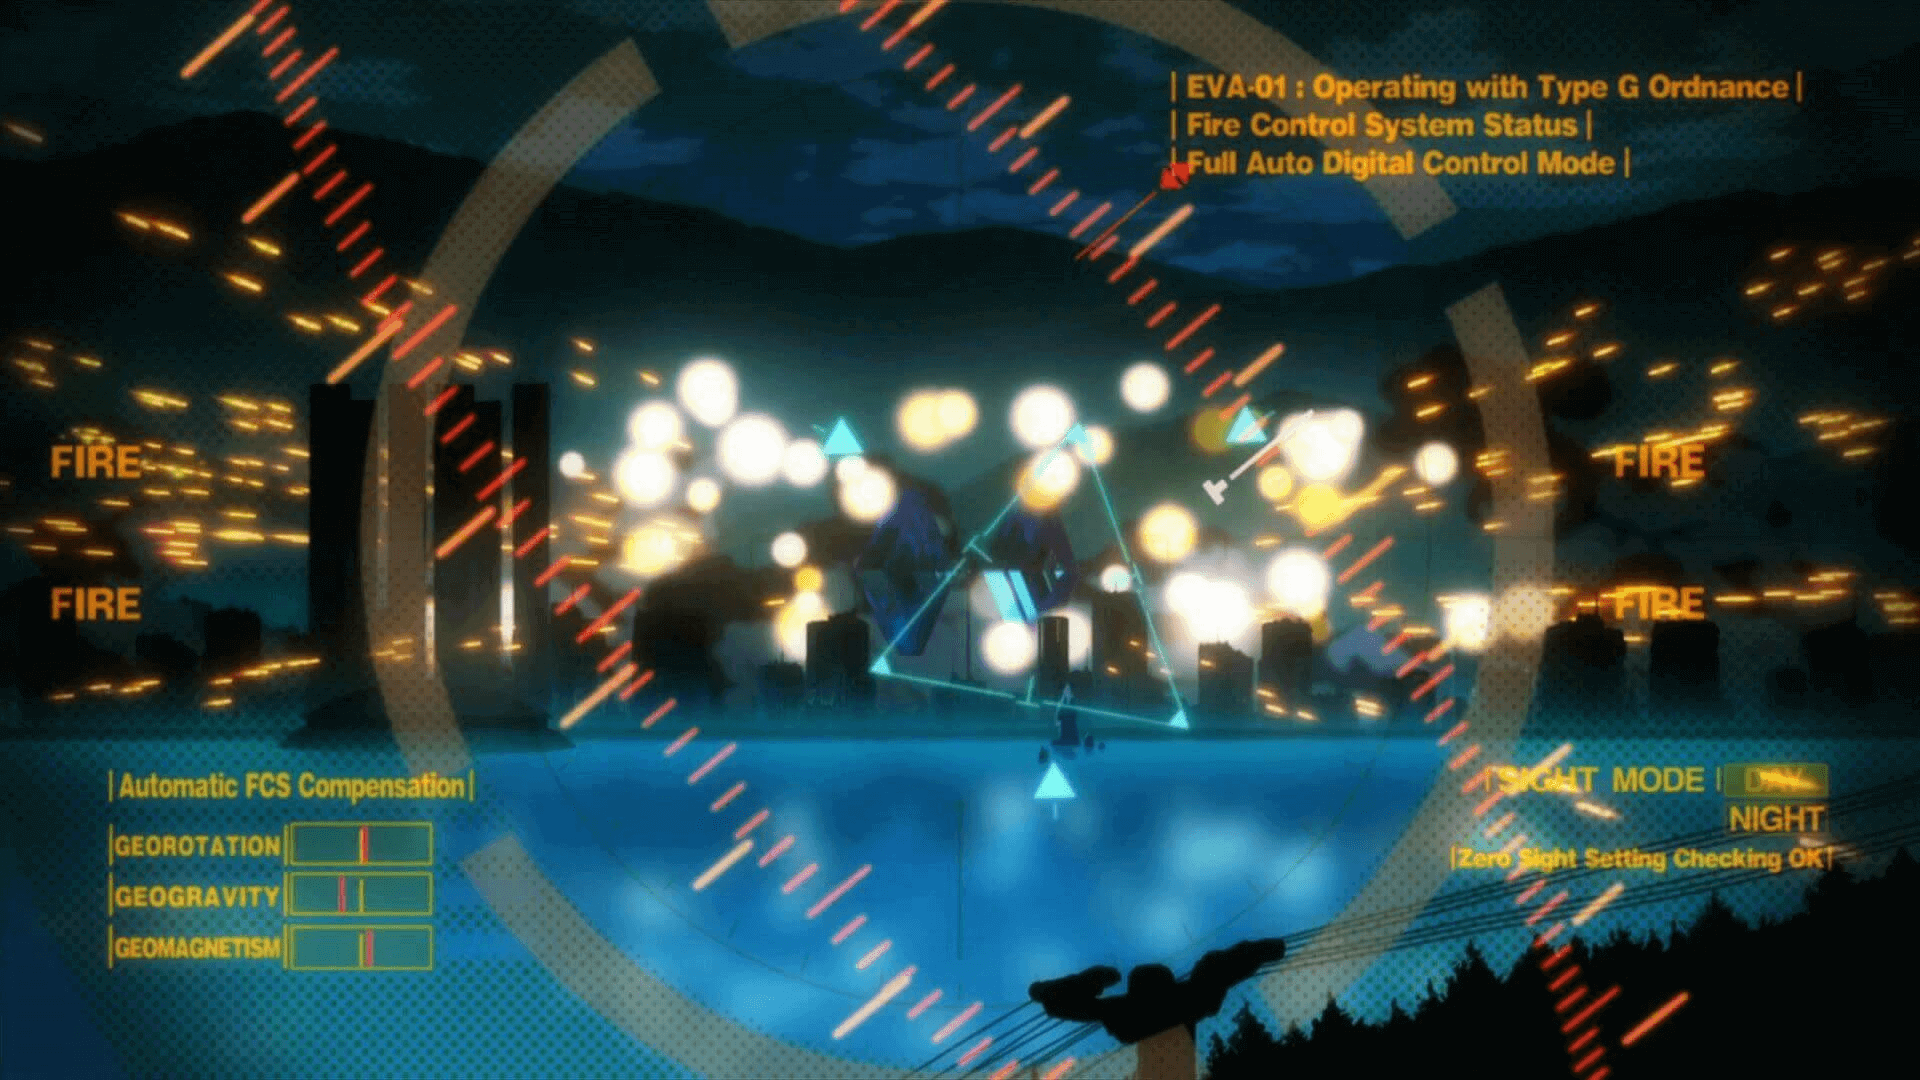 EVA-01 : Operating with Type G Ordnance
Fire Control System Status
Full Auto Digital Control Mode
FIRE
FIRE
FIRE
FIRE
Automatic FCS Compensation
GEOROTATION
GEOGRAVITY
GEOMAGNETISM
SIGHT MODE DAY
NIGHT
Zero Sight Setting Checking OK